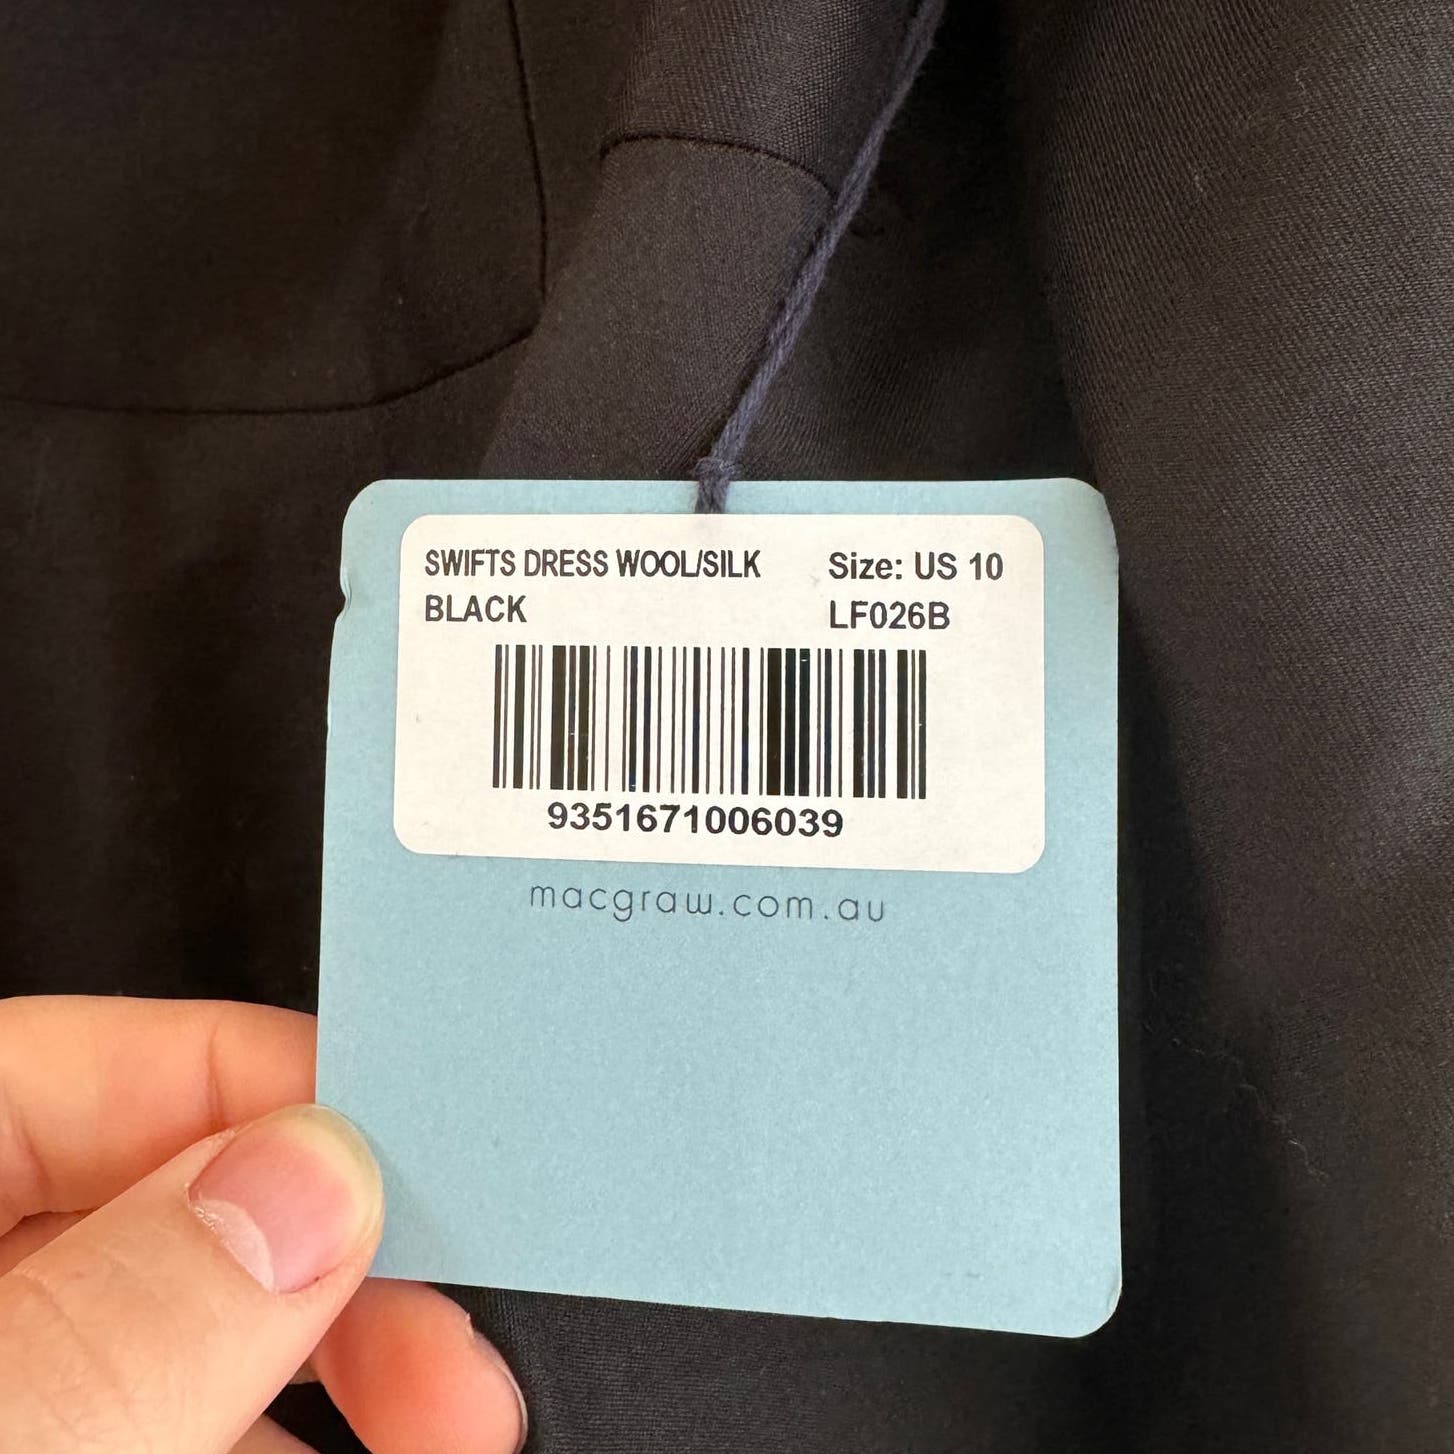 SWIFTS DRESS WOOL/SILK Size: US 10
BLACK LF026B
9351671006039
macgraw.com.au